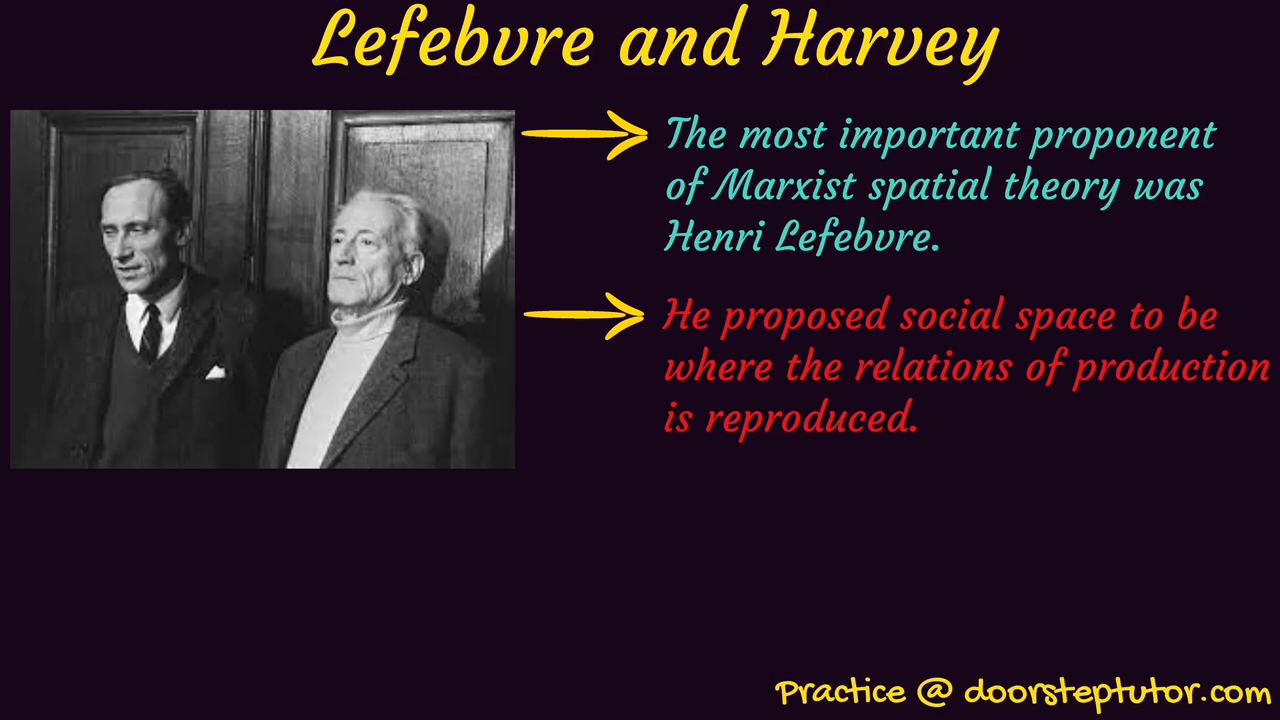 Lefebvre and Harvey
The most important proponent
of Marxist spatial theory was
Henri Lefebvre.
He proposed social space to be
where the relations of production
is reproduced.
Practice @ doorsteptutor.com